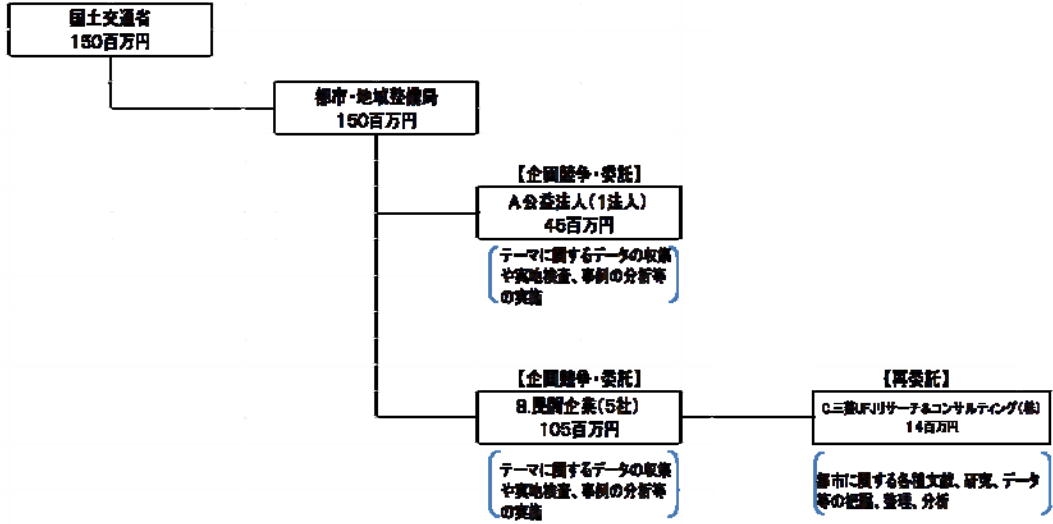 国土交通省
150百万円
都市・地域整備局
150百万円
【企画競争・委託】
A公益法人(1法人)
45百万円
テーマに関するデータの収集
や実地検査、事例の分析等
の実施
【企画競争・委託】
B.民間企業(5社)
105百万円
テーマに関するデータの収集
や実地検査、事例の分析等
の実施
【再委託】
C.三菱UFJリサーチ&コンサルティング(株)
14百万円
都市に関する各種文献、研究、データ
等の把握、整理、分析